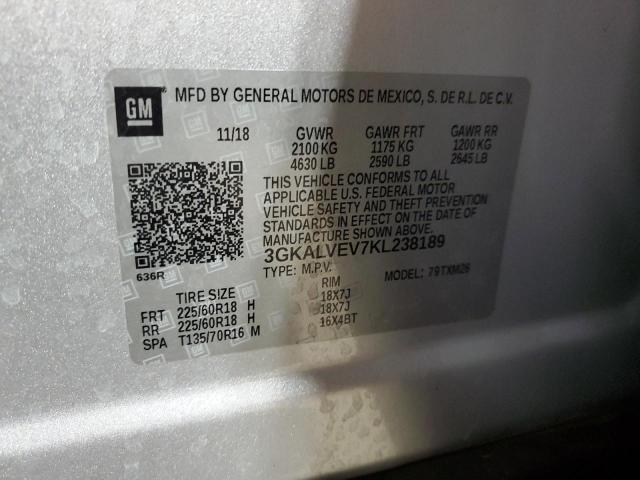 GM ® MFD BY GENERAL MOTORS DE MEXICO, S. DE R.L. DE C.V.
11/18 GVWR GAWR FRT GAWR RR
2100 KG 1175 KG 1200 KG
4630 LB 2590 LB 2645 LB
THIS VEHICLE CONFORMS TO ALL
APPLICABLE U.S. FEDERAL MOTOR
VEHICLE SAFETY AND THEFT PREVENTION
STANDARDS IN EFFECT ON THE DATE OF
MANUFACTURE SHOWN ABOVE.
3GKALVEV7KL238189
TYPE: M.P.V. MODEL: 79TXM26
636R
TIRE SIZE RIM
FRT 225/60R18 H 18X7J
RR 225/60R18 H 18X7J
SPA T135/70R16 M 16X4BT